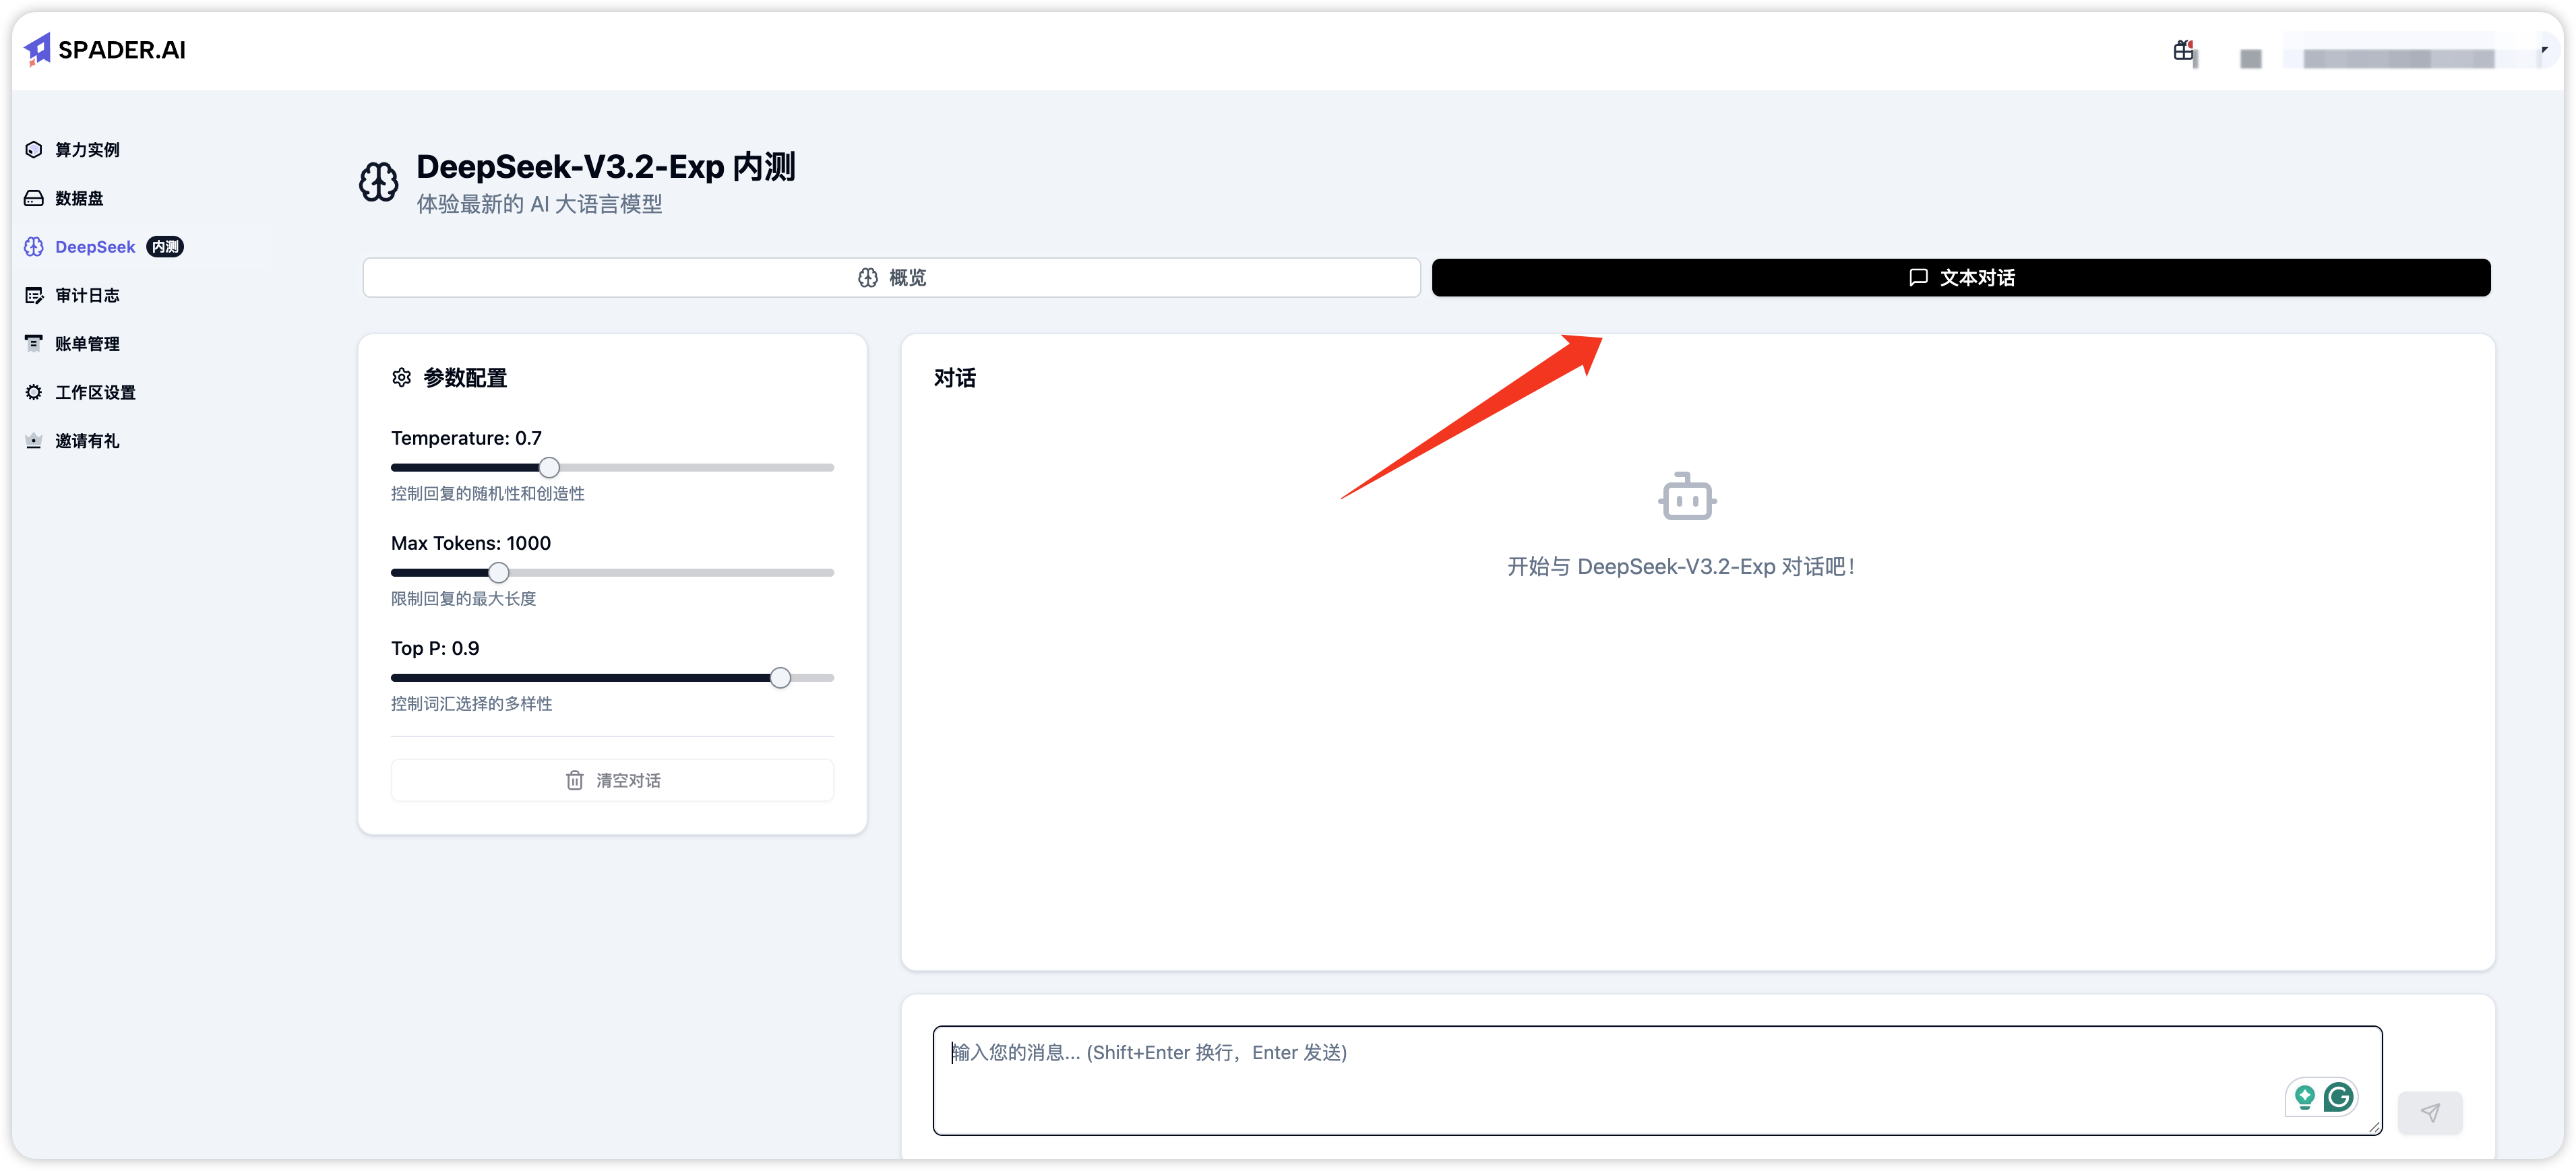 SPADER.AI
算力实例
数据盘
DeepSeek 内测
审计日志
账单管理
工作区设置
邀请有礼
DeepSeek-V3.2-Exp 内测
体验最新的 AI 大语言模型
概览
文本对话
参数配置
Temperature: 0.7
控制回复的随机性和创造性
Max Tokens: 1000
限制回复的最大长度
Top P: 0.9
控制词汇选择的多样性
清空对话
对话
开始与 DeepSeek-V3.2-Exp 对话吧！
输入您的消息... (Shift+Enter 换行，Enter 发送)